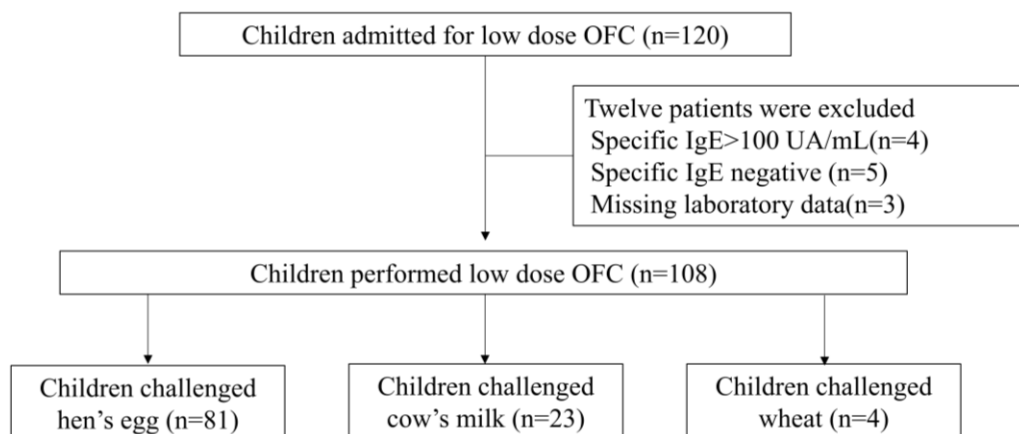 Children admitted for low dose OFC (n=120)
Twelve patients were excluded
Specific IgE>100 UA/mL(n=4)
Specific IgE negative (n=5)
Missing laboratory data(n=3)
Children performed low dose OFC (n=108)
Children challenged
hen’s egg (n=81)
Children challenged
cow’s milk (n=23)
Children challenged
wheat (n=4)